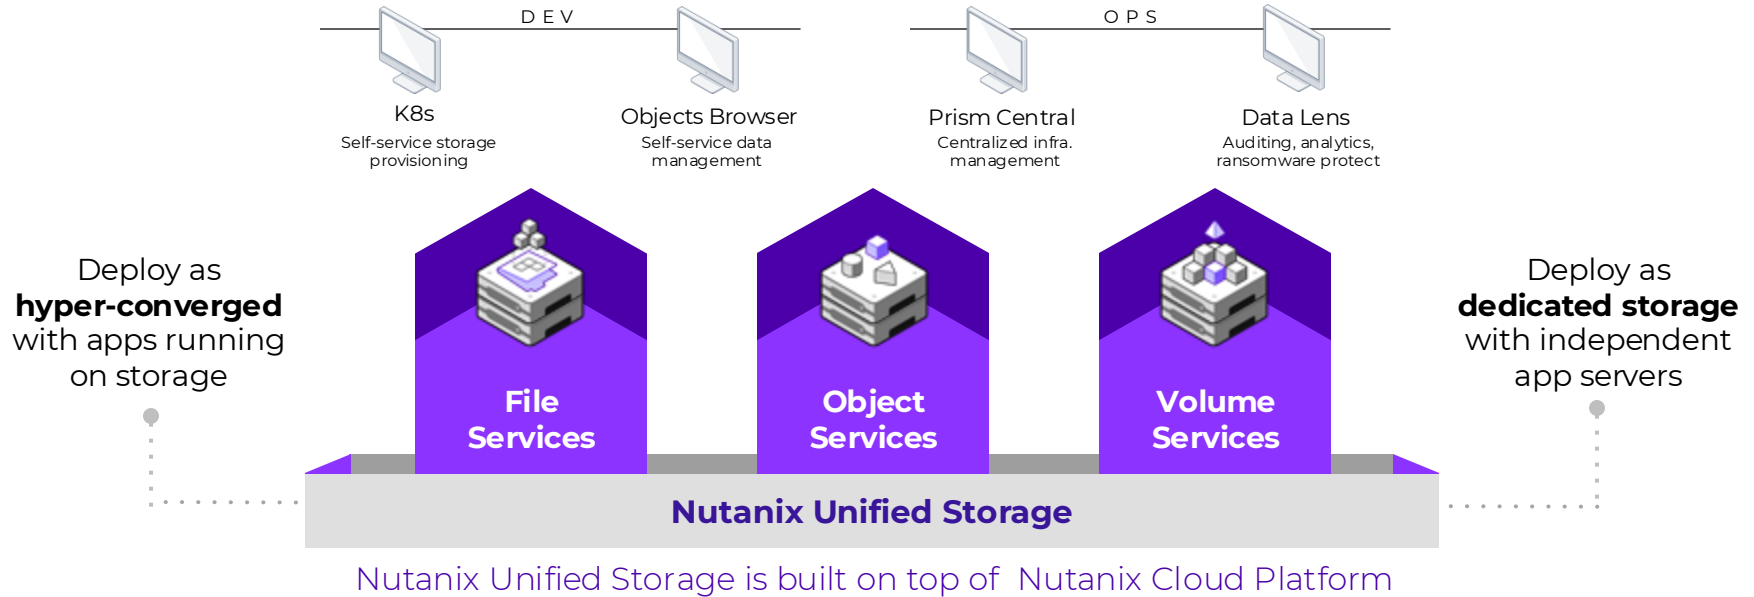 DEV
OPS
K8s
Self-service storage
provisioning
Objects Browser
Self-service data
management
Prism Central
Centralized infra.
management
Data Lens
Auditing, analytics,
ransomware protect
Deploy as
hyper-converged
with apps running
on storage
File
Services
Object
Services
Volume
Services
Deploy as
dedicated storage
with independent
app servers
Nutanix Unified Storage
Nutanix Unified Storage is built on top of Nutanix Cloud Platform